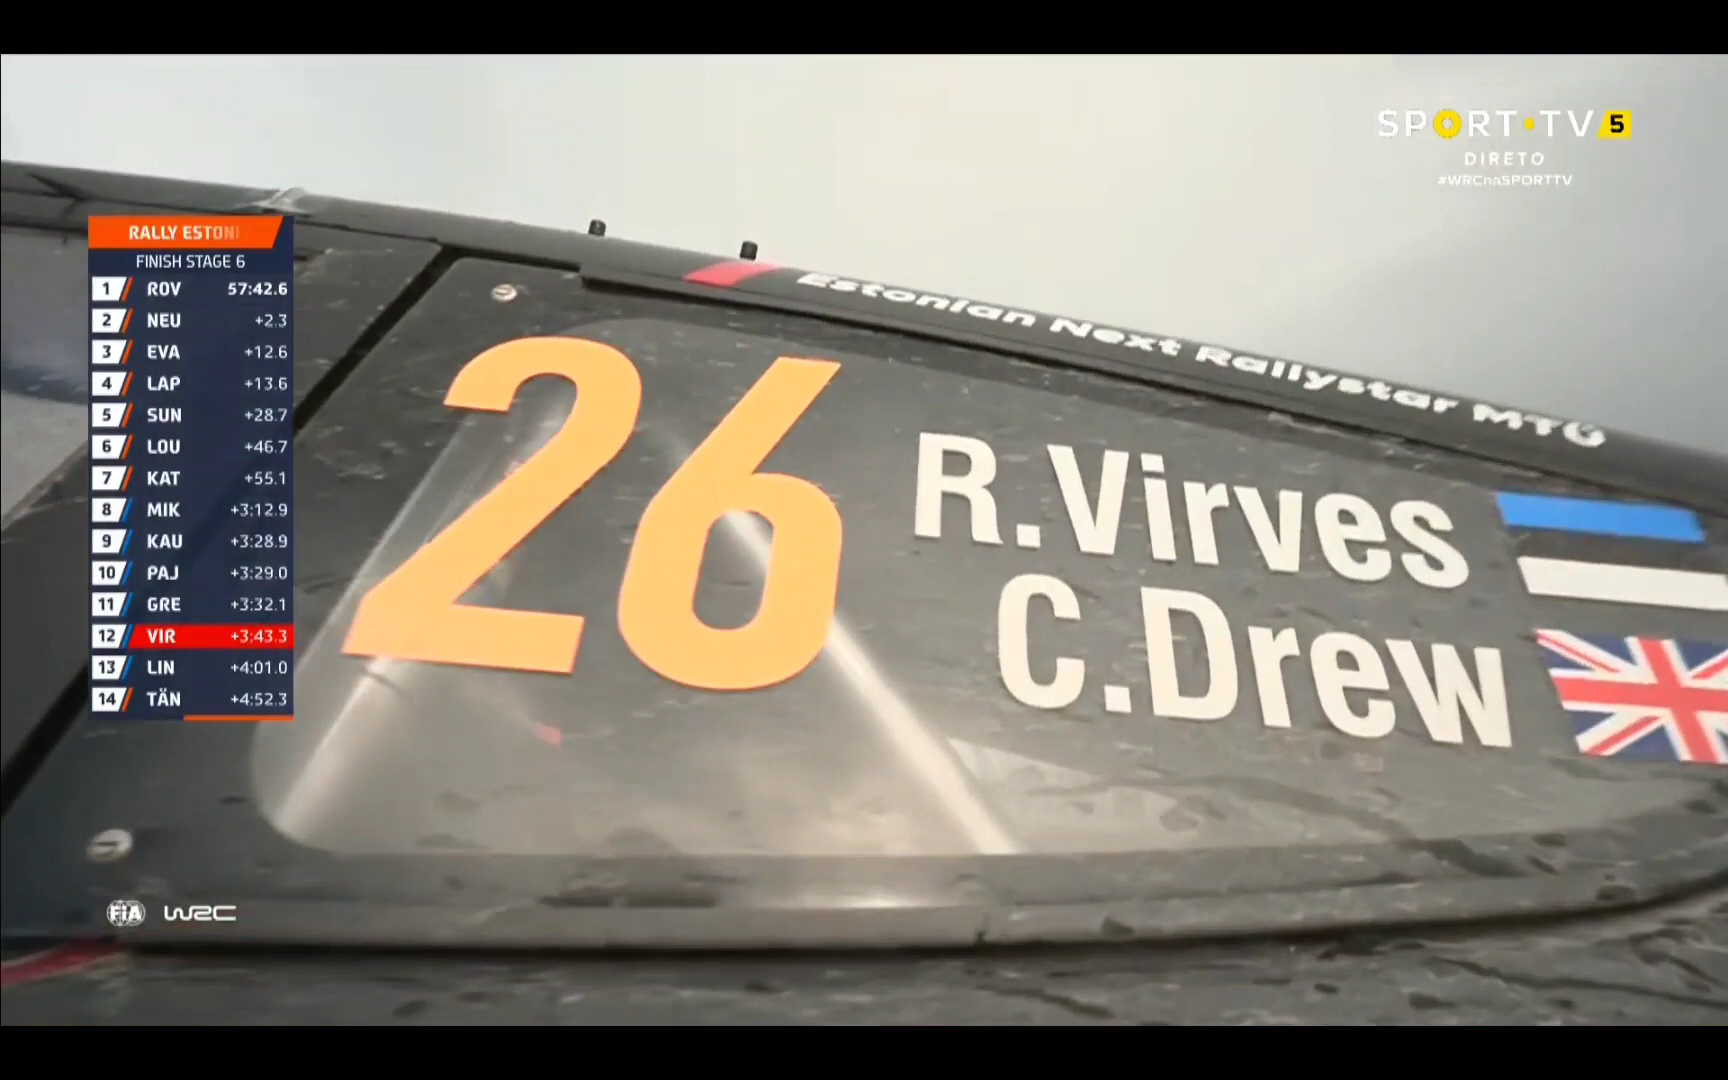 SPORT·TV 5
DIRETO
#WRCnaSPORTTV
RALLY ESTONI
FINISH STAGE 6
1 ROV 57:42.6
2 NEU +2.3
3 EVA +12.6
4 LAP +13.6
5 SUN +28.7
6 LOU +46.7
7 KAT +55.1
8 MIK +3:12.9
9 KAU +3:28.9
10 PAJ +3:29.0
11 GRE +3:32.1
12 VIR +3:43.3
13 LIN +4:01.0
14 TÄN +4:52.3
Estonian Next Rallystar MTÜ
26
R.Virves
C.Drew
FIA WRC